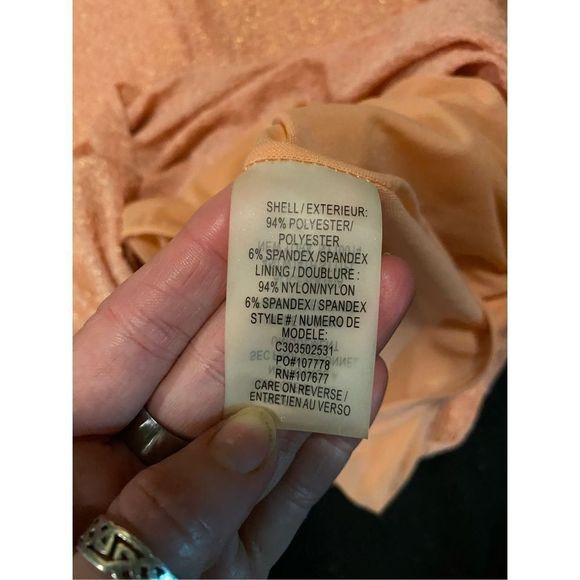 SHELL / EXTERIEUR:
94% POLYESTER/
POLYESTER
6% SPANDEX /SPANDEX
LINING / DOUBLURE :
94% NYLON/NYLON
6% SPANDEX / SPANDEX
STYLE # / NUMERO DE
MODELE:
C303502531
PO#107778
RN#107677
CARE ON REVERSE /
ENTRETIEN AU VERSO